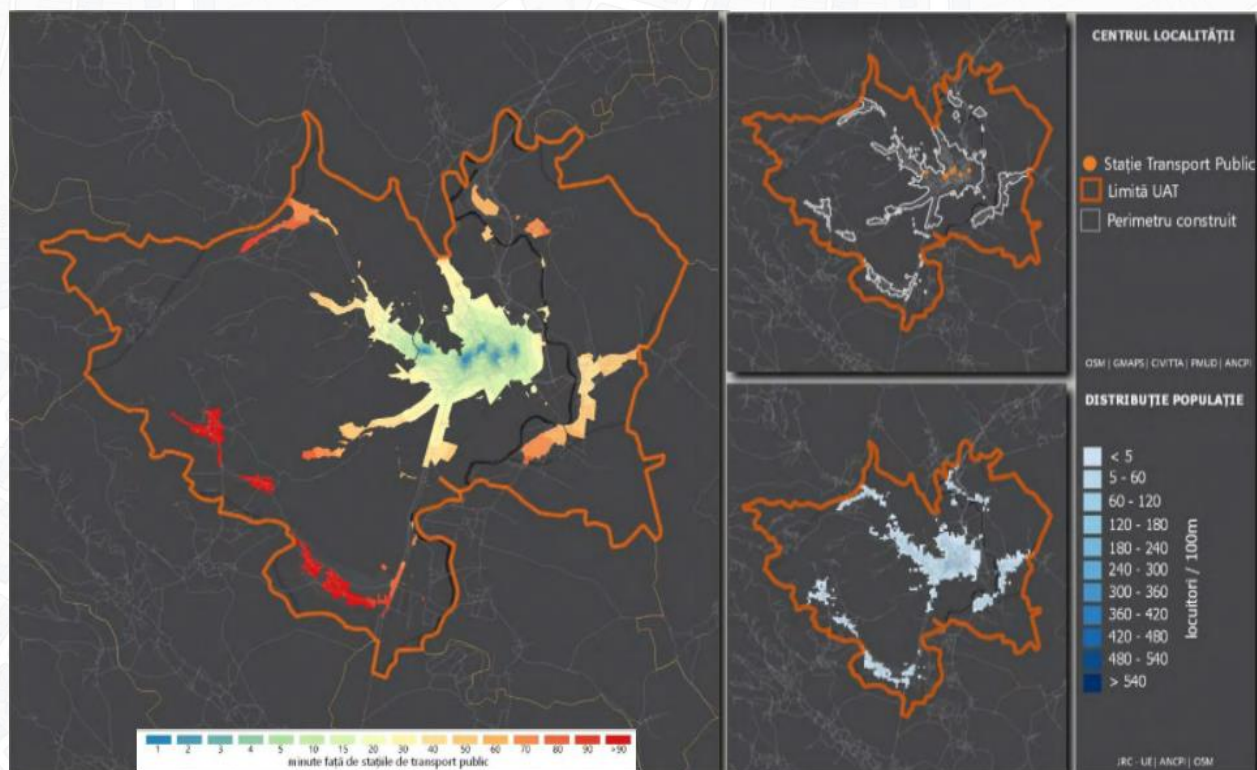 CENTRUL LOCALITĂȚII
Stație Transport Public
Limită UAT
Perimetru construit
OSM | GMAPS | CIVITTA | PMUD | ANCPI
DISTRIBUȚIE POPULAȚIE
< 5
5 - 60
60 - 120
120 - 180
180 - 240
240 - 300
300 - 360
360 - 420
420 - 480
480 - 540
> 540
locuitori / 100m
JRC - UE | ANCPI | OSM
1 2 3 4 5 10 15 20 30 40 50 60 70 80 90 >90
minute față de stațiile de transport public